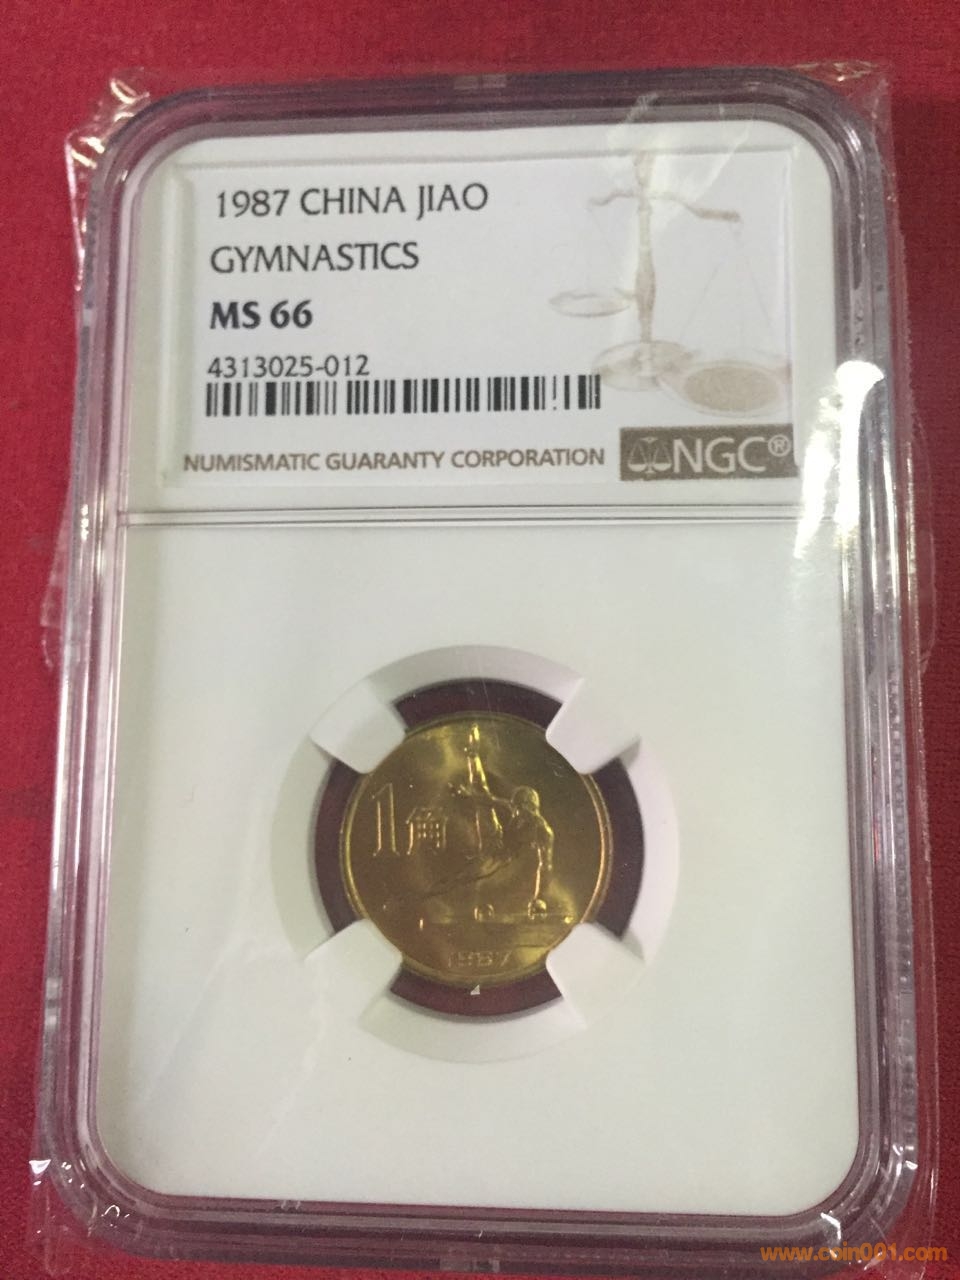 1987 CHINA JIAO
GYMNASTICS
MS 66
4313025-012
NUMISMATIC GUARANTY CORPORATION
NGC®
1角
1987
www.coin001.com